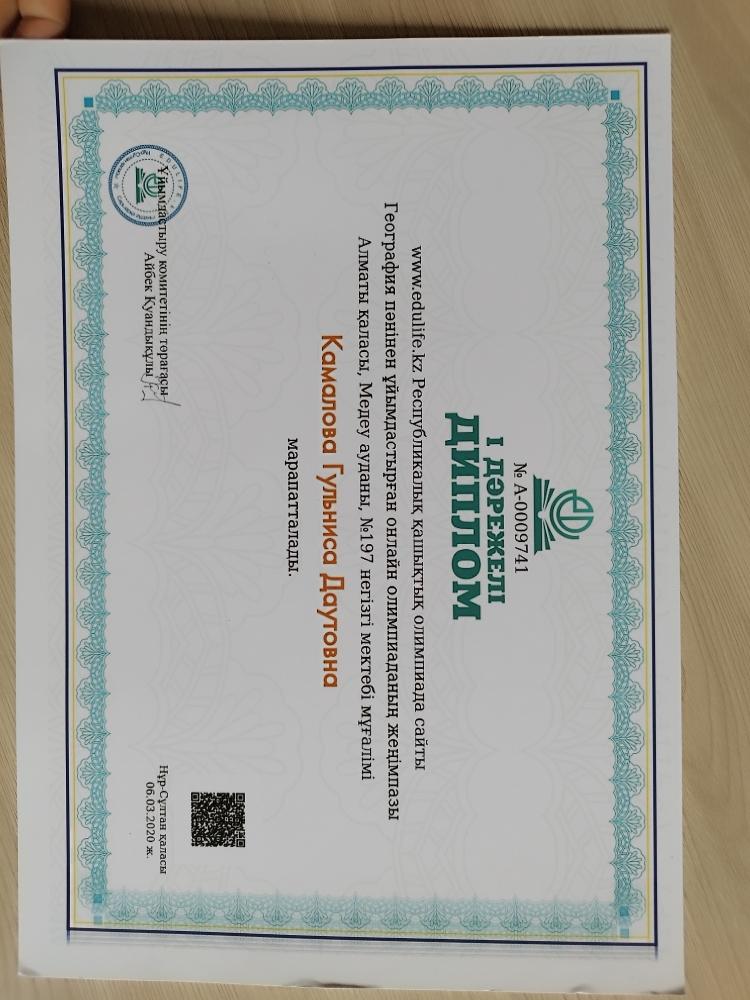 № А-0009741
І ДӘРЕЖЕЛІ
ДИПЛОМ
www.edulife.kz Республикалық қашықтық олимпиада сайты
География пәнінен ұйымдастырған онлайн олимпиаданың жеңімпазы
Алматы қаласы, Медеу ауданы, №197 негізгі мектебі мұғалімі
Камалова Гульниса Даутовна
марапатталады.
Ұйымдастыру комитетінің төрағасы
Айбек Қуандықұлы
EDULIFE
Нұр-Сұлтан қаласы
06.03.2020 ж.